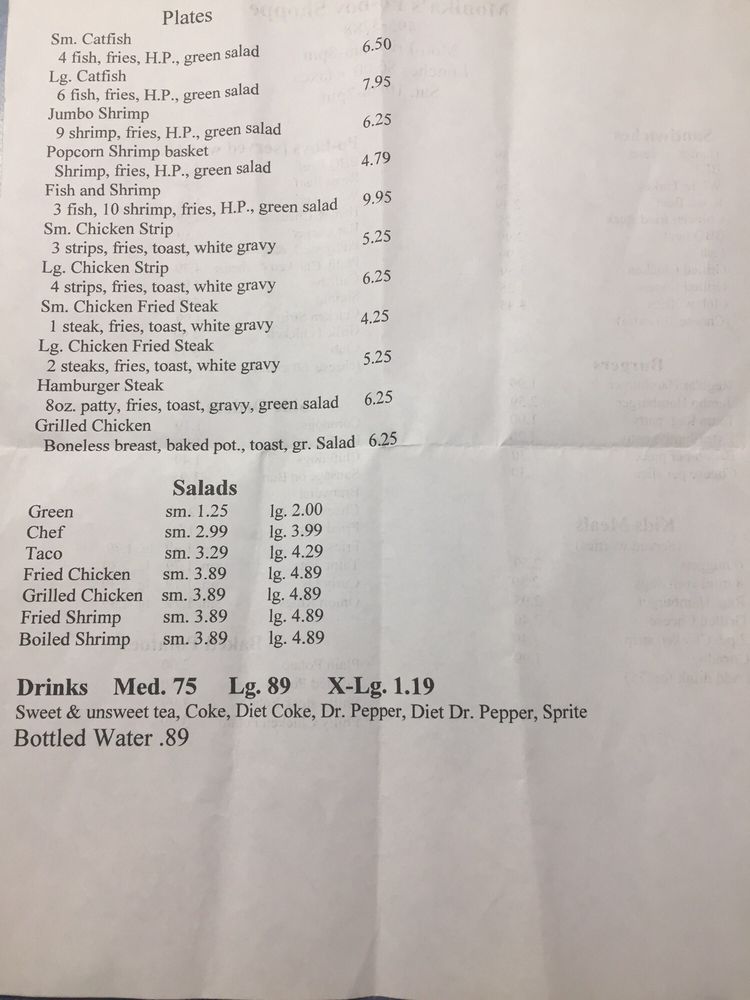 Plates
Sm. Catfish
4 fish, fries, H.P., green salad 6.50
Lg. Catfish
6 fish, fries, H.P., green salad 7.95
Jumbo Shrimp
9 shrimp, fries, H.P., green salad 6.25
Popcorn Shrimp basket
Shrimp, fries, H.P., green salad 4.79
Fish and Shrimp
3 fish, 10 shrimp, fries, H.P., green salad 9.95
Sm. Chicken Strip
3 strips, fries, toast, white gravy 5.25
Lg. Chicken Strip
4 strips, fries, toast, white gravy 6.25
Sm. Chicken Fried Steak
1 steak, fries, toast, white gravy 4.25
Lg. Chicken Fried Steak
2 steaks, fries, toast, white gravy 5.25
Hamburger Steak
8oz. patty, fries, toast, gravy, green salad 6.25
Grilled Chicken
Boneless breast, baked pot., toast, gr. Salad 6.25
Salads
Green sm. 1.25 lg. 2.00
Chef sm. 2.99 lg. 3.99
Taco sm. 3.29 lg. 4.29
Fried Chicken sm. 3.89 lg. 4.89
Grilled Chicken sm. 3.89 lg. 4.89
Fried Shrimp sm. 3.89 lg. 4.89
Boiled Shrimp sm. 3.89 lg. 4.89
Drinks Med. 75 Lg. 89 X-Lg. 1.19
Sweet & unsweet tea, Coke, Diet Coke, Dr. Pepper, Diet Dr. Pepper, Sprite
Bottled Water .89